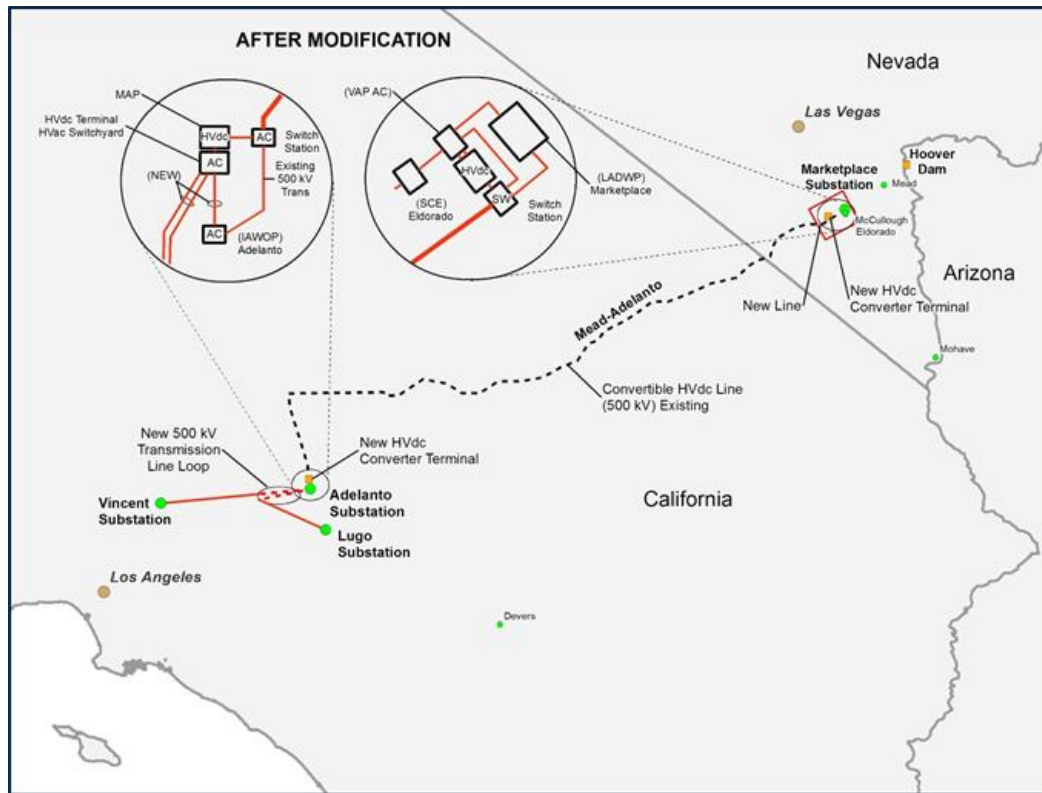 AFTER MODIFICATION
MAP
HVdc Terminal
HVac Switchyard
HVdc
AC
AC
Switch
Station
Existing
500 kV
Trans
(NEW)
AC
(IAWOP)
Adelanto
(VAP AC)
HVdc
SW
(SCE)
Eldorado
(LADWP)
Marketplace
Switch
Station
Nevada
Las Vegas
Hoover
Dam
Marketplace
Substation
Mead
McCullough
Eldorado
Arizona
New Line
New HVdc
Converter Terminal
Mohave
Mead-Adelanto
Convertible HVdc Line
(500 kV) Existing
New 500 kV
Transmission
Line Loop
New HVdc
Converter Terminal
Vincent
Substation
Adelanto
Substation
Lugo
Substation
California
Los Angeles
Devers